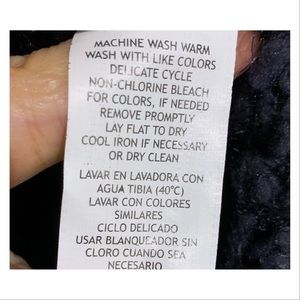 MACHINE WASH WARM
WASH WITH LIKE COLORS
DELICATE CYCLE
NON-CHLORINE BLEACH
FOR COLORS, IF NEEDED
REMOVE PROMPTLY
LAY FLAT TO DRY
COOL IRON IF NECESSARY
OR DRY CLEAN
LAVAR EN LAVADORA CON
AGUA TIBIA (40°C)
LAVAR CON COLORES
SIMILARES
CICLO DELICADO
USAR BLANQUEADOR SIN
CLORO CUANDO SEA
NECESARIO